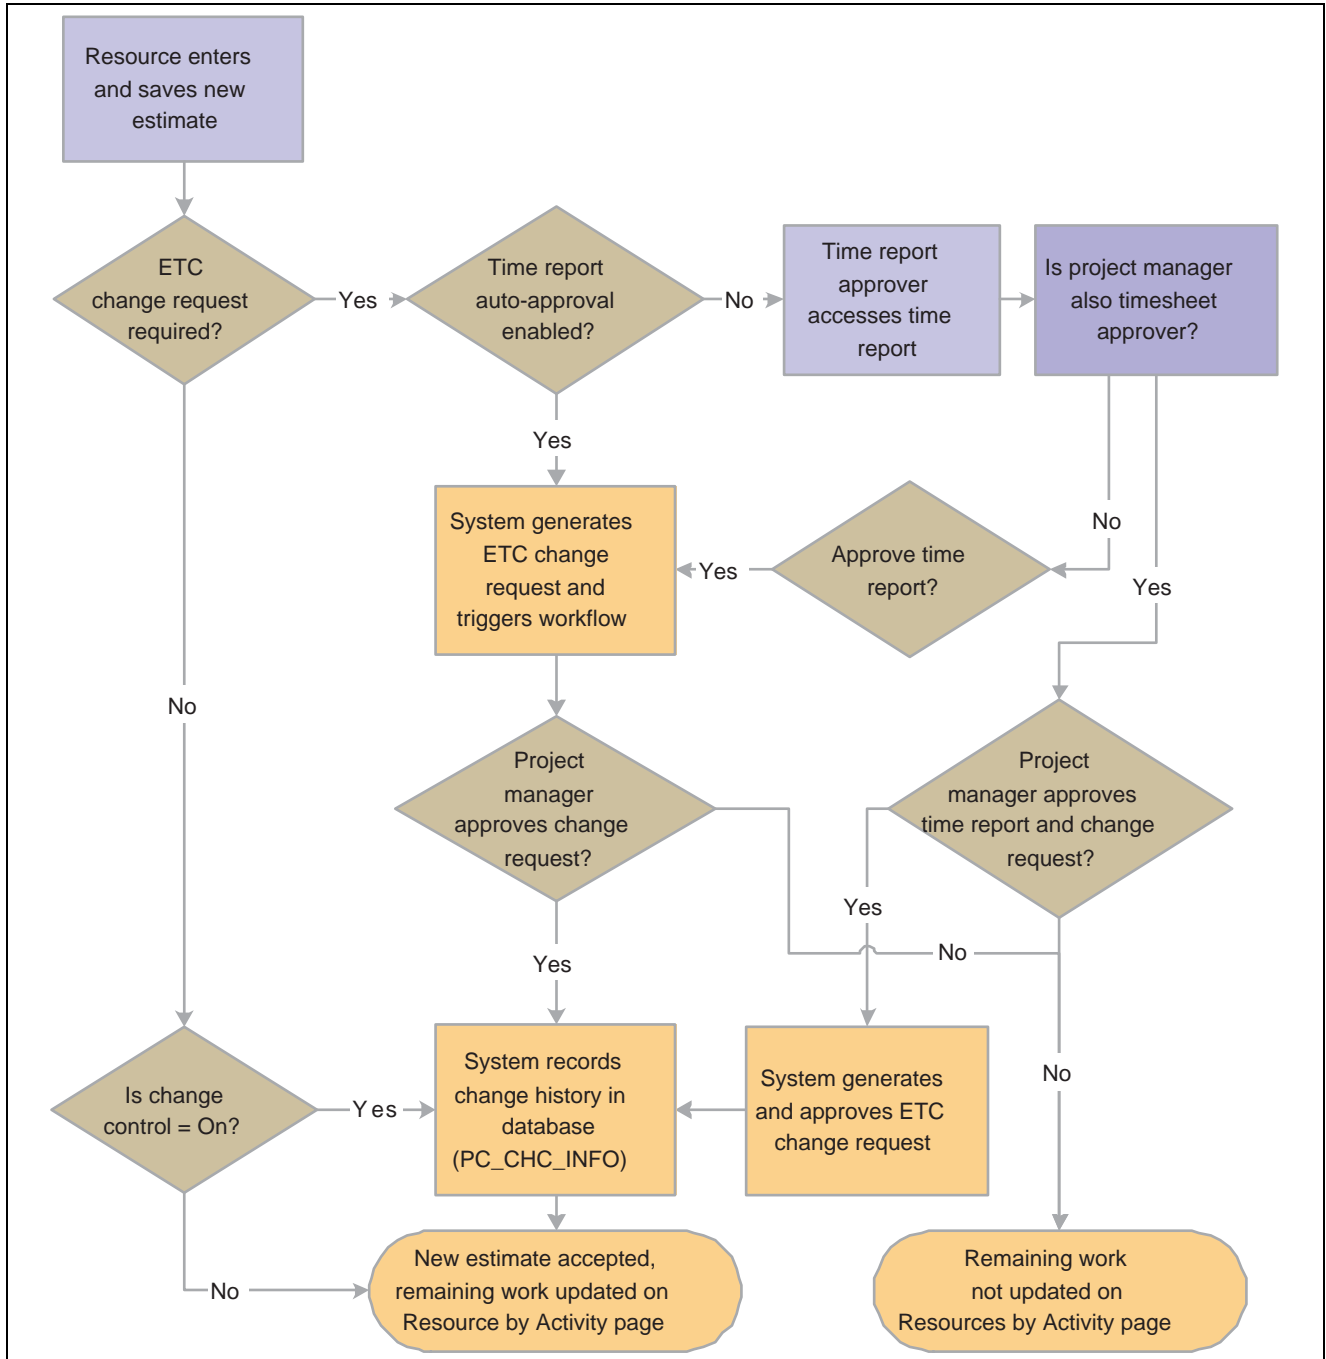 Resource enters
and saves new
estimate
ETC
change request
required?
Yes
Time report
auto-approval
enabled?
No
Time report
approver
accesses time
report
Is project manager
also timesheet
approver?
Yes
No
System generates
ETC change
request and
triggers workflow
Yes
Approve time
report?
Yes
No
Project
manager
approves change
request?
Project
manager approves
time report and change
request?
Yes
Yes
No
No
Is change
control = On?
Yes
System records
change history in
database
(PC_CHC_INFO)
System generates
and approves ETC
change request
No
New estimate accepted,
remaining work updated on
Resource by Activity page
Remaining work
not updated on
Resources by Activity page